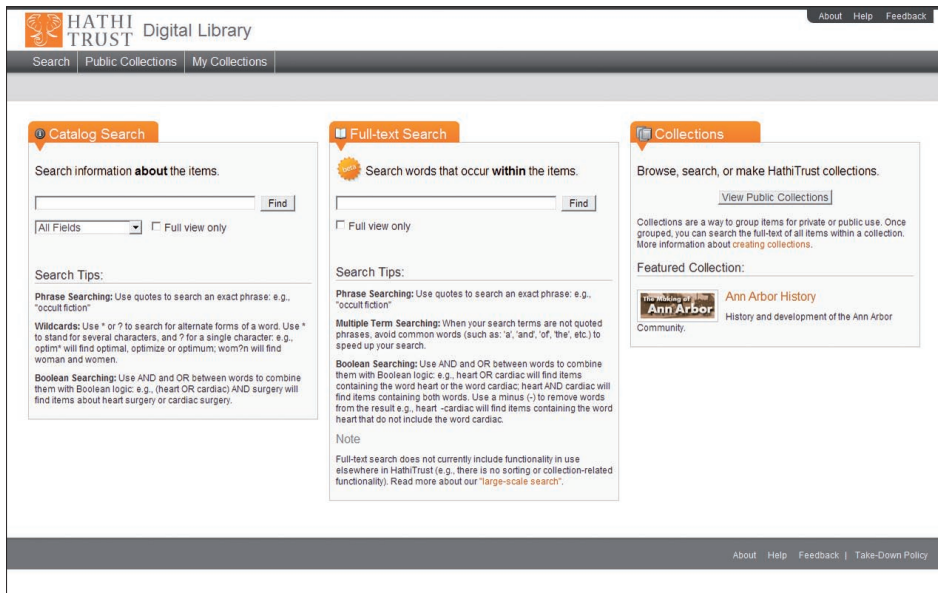 HATHI
TRUST
Digital Library
About Help Feedback
Search Public Collections My Collections
Catalog Search
Search information about the items.
Find
All Fields Full view only
Search Tips:
Phrase Searching: Use quotes to search an exact phrase: e.g.,
"occult fiction"
Wildcards: Use * or ? to search for alternate forms of a word. Use *
to stand for several characters, and ? for a single character: e.g.,
optim* will find optimal, optimize or optimum; wom?n will find
woman and women.
Boolean Searching: Use AND and OR between words to combine
them with Boolean logic: e.g., (heart OR cardiac) AND surgery will
find items about heart surgery or cardiac surgery.
Full-text Search
beta
Search words that occur within the items.
Find
Full view only
Search Tips:
Phrase Searching: Use quotes to search an exact phrase: e.g.,
"occult fiction"
Multiple Term Searching: When your search terms are not quoted
phrases, avoid common words (such as: 'a', 'and', 'of', 'the', etc.) to
speed up your search.
Boolean Searching: Use AND and OR between words to combine
them with Boolean logic: e.g., heart OR cardiac will find items
containing the word heart or the word cardiac; heart AND cardiac will
find items containing both words. Use a minus (-) to remove words
from the result e.g., heart -cardiac will find items containing the word
heart that do not include the word cardiac.
Note
Full-text search does not currently include functionality in use
elsewhere in HathiTrust (e.g., there is no sorting or collection-related
functionality). Read more about our "large-scale search".
Collections
Browse, search, or make HathiTrust collections.
View Public Collections
Collections are a way to group items for private or public use. Once
grouped, you can search the full-text of all items within a collection.
More information about creating collections.
Featured Collection:
The Making of
Ann Arbor
Ann Arbor History
History and development of the Ann Arbor
Community.
About Help Feedback | Take-Down Policy